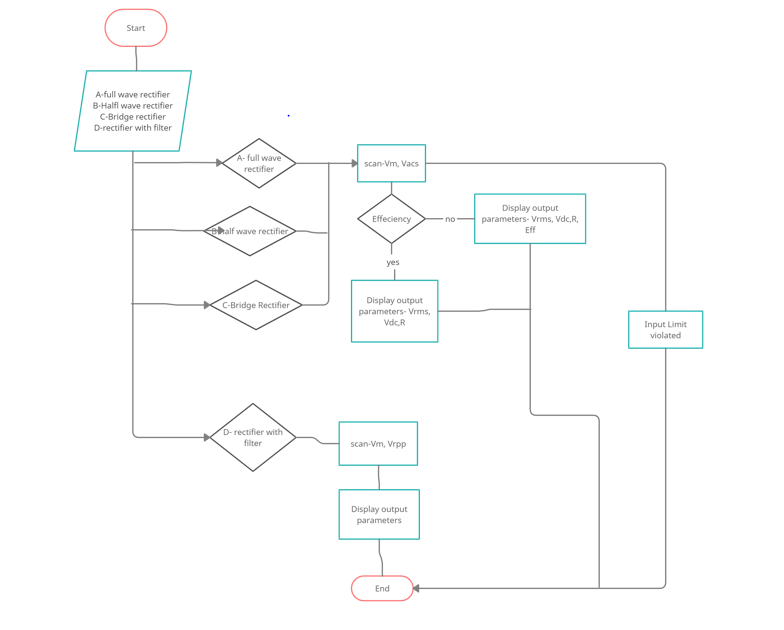 Start
A-full wave rectifier
B-Halfl wave rectifier
C-Bridge rectifier
D-rectifier with filter
A- full wave
rectifier
scan-Vm, Vacs
Effeciency
no
Display output
parameters- Vrms, Vdc,R,
Eff
B-Half wave rectifier
yes
C-Bridge Rectifier
Display output
parameters- Vrms,
Vdc,R
Input Limit
violated
D- rectifier with
filter
scan-Vm, Vrpp
Display output
parameters
End